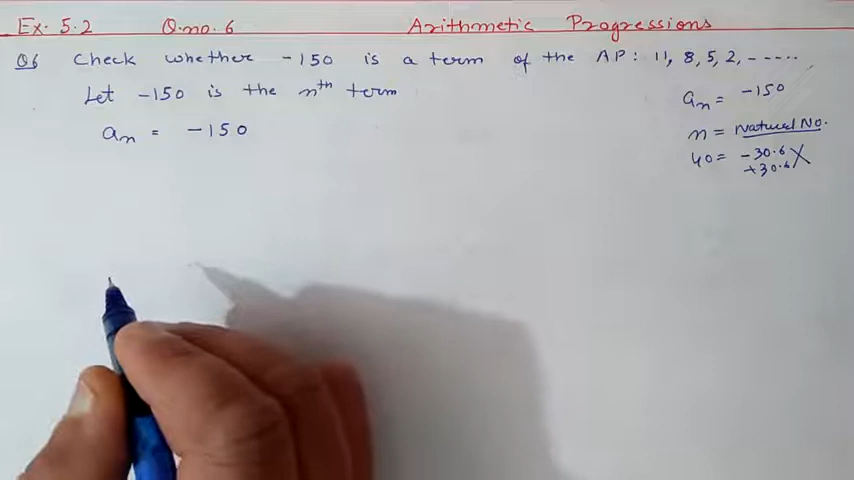 Ex. 5.2 Q.no. 6 Arithmetic Progressions
Q6 Check whether -150 is a term of the AP: 11, 8, 5, 2, -----
Let -150 is the nth term
an = -150
an = -150
n = Natural No.
40 = -30.6 X
+30.6